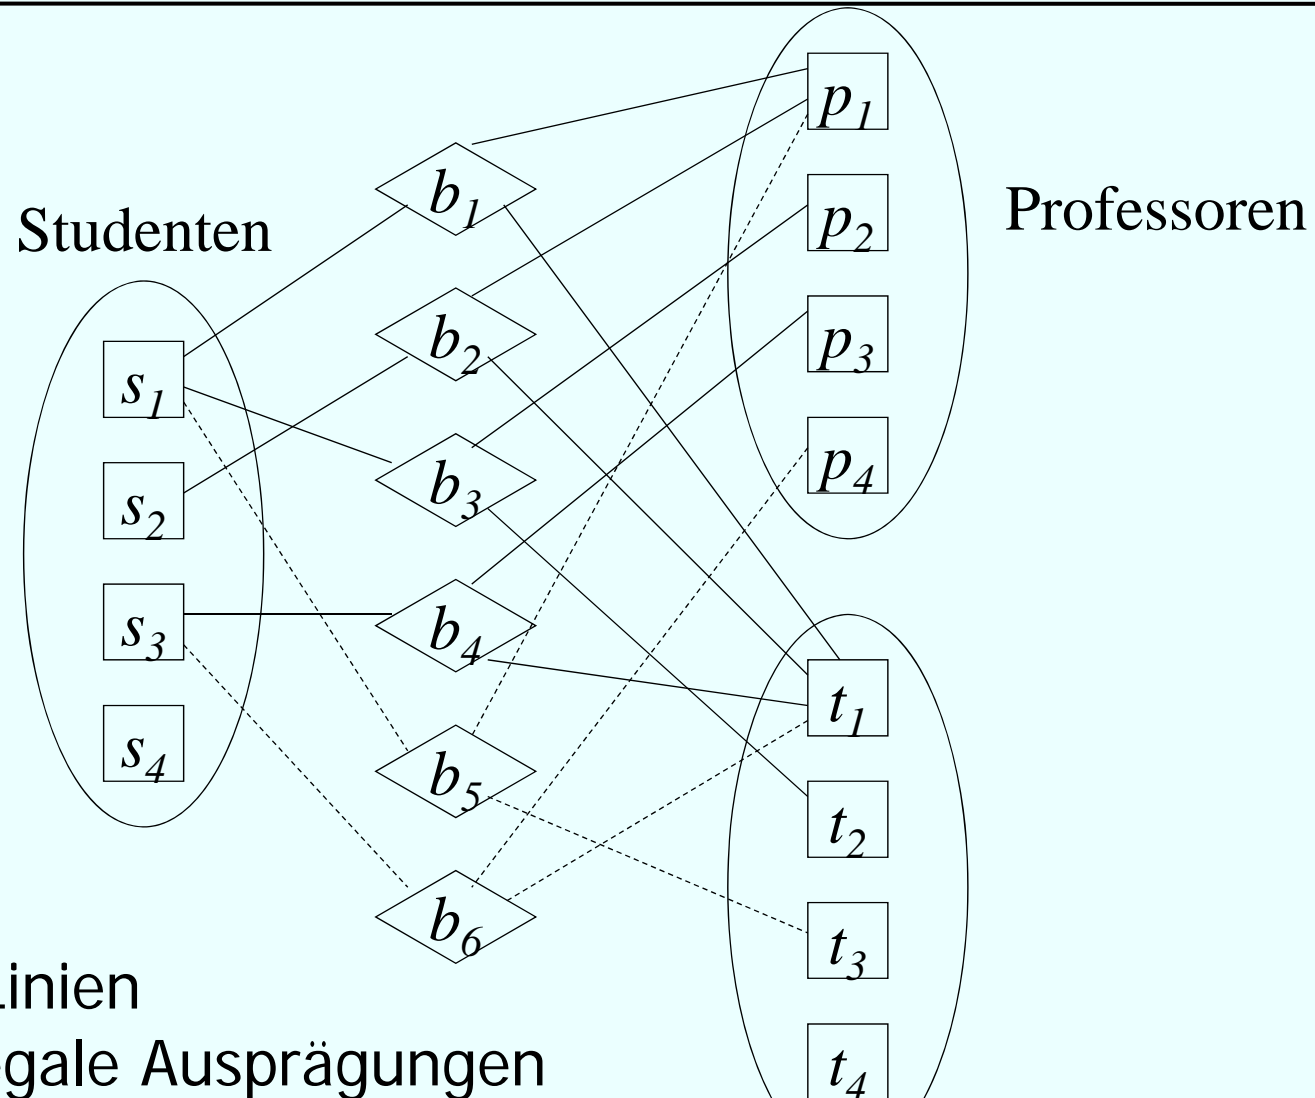 Studenten
s1
s2
s3
s4
b1
b2
b3
b4
b5
b6
Professoren
p1
p2
p3
p4
t1
t2
t3
t4
Linien
gale Ausprägungen